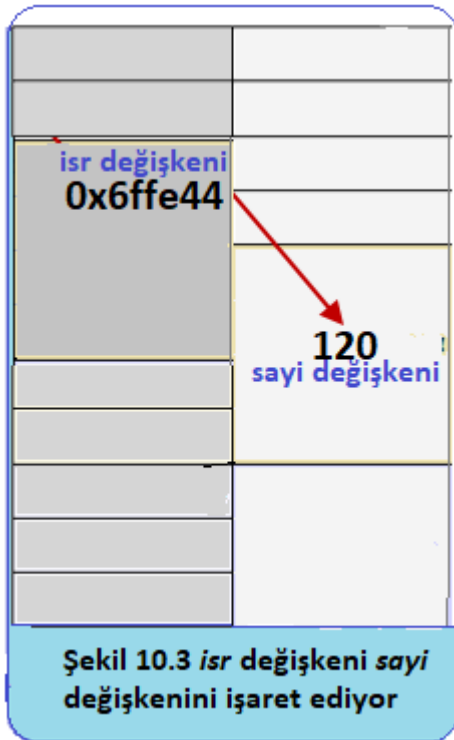 isr değişkeni
0x6ffe44
120
sayi değişkeni
Şekil 10.3 isr değişkeni sayi
değişkenini işaret ediyor